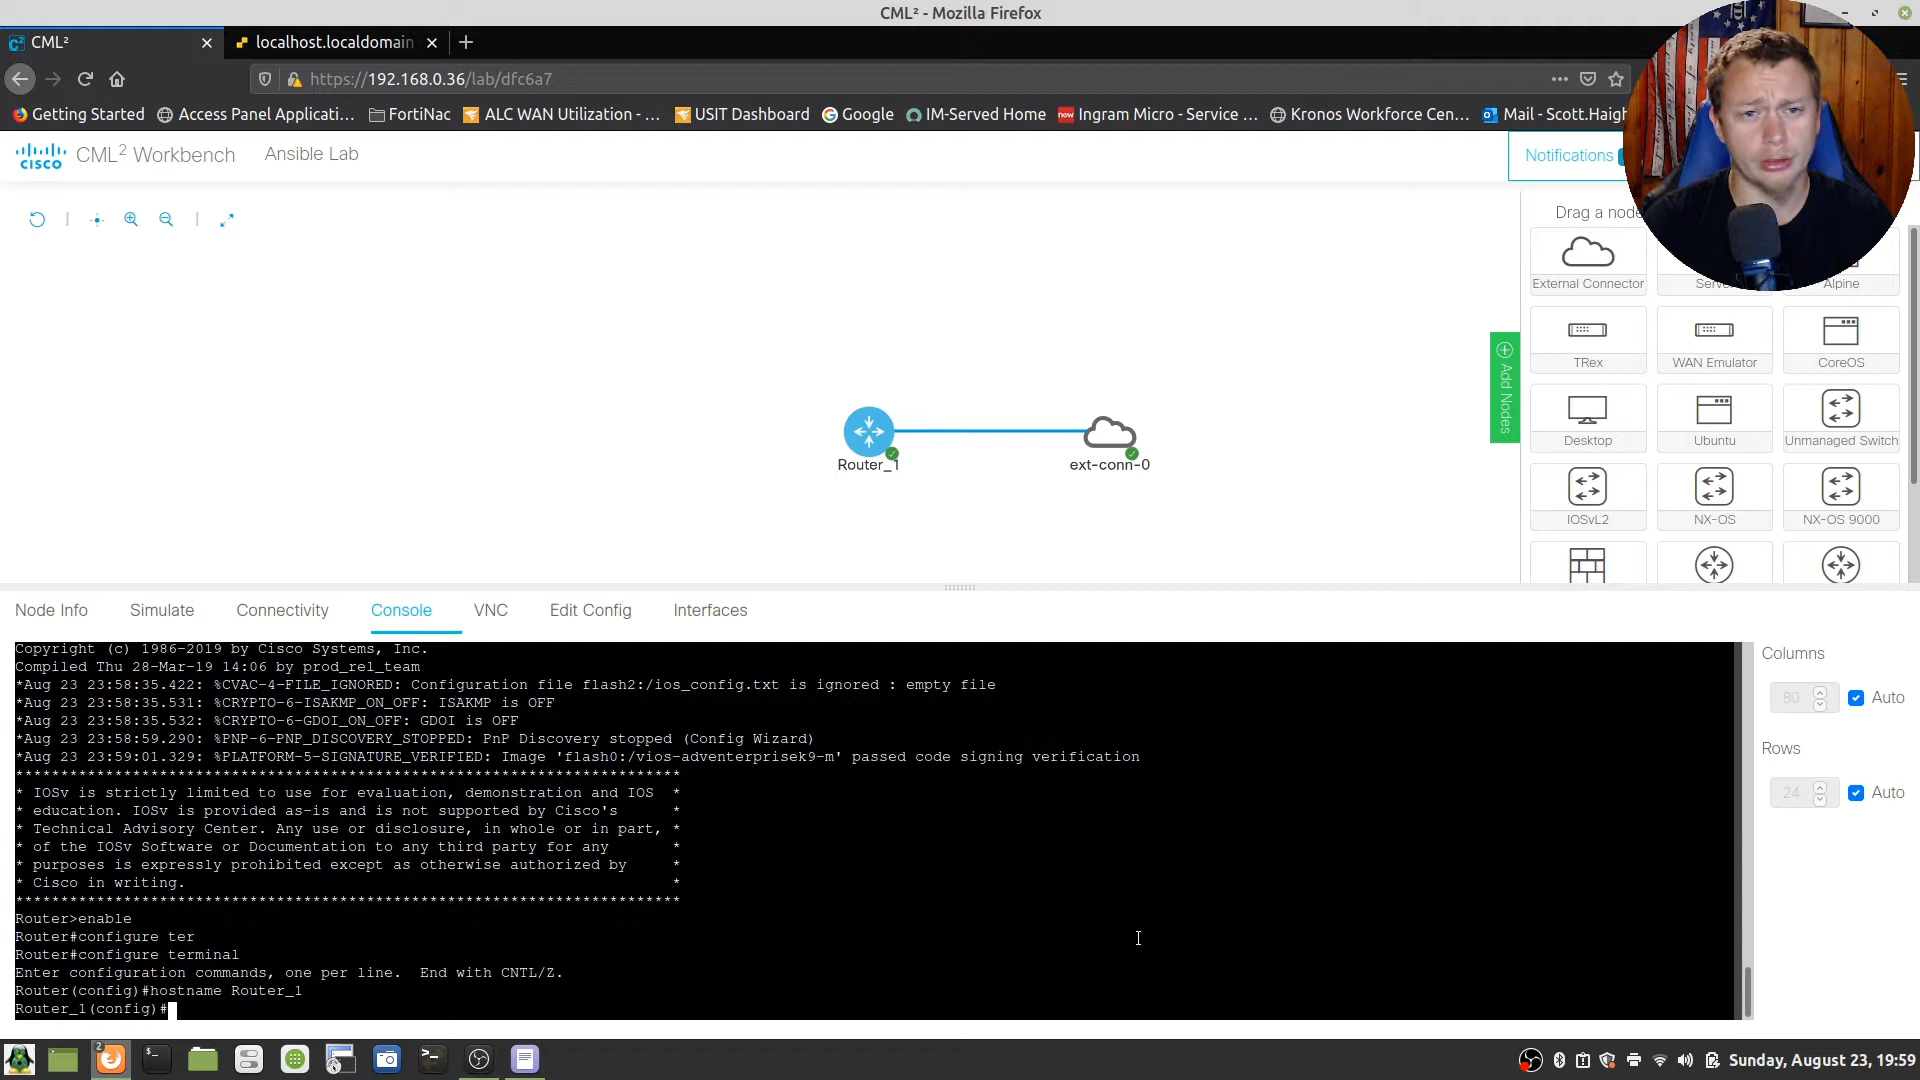 CML² - Mozilla Firefox
CML²
localhost.localdomain
https://192.168.0.36/lab/dfc6a7
Getting Started
Access Panel Applicati...
FortiNac
ALC WAN Utilization - ...
USIT Dashboard
Google
IM-Served Home
now
Ingram Micro - Service ...
Kronos Workforce Cen...
Mail - Scott.Haigh
CISCO
CML² Workbench
Ansible Lab
Notifications
Drag a node
External Connector
Alpine
TRex
WAN Emulator
CoreOS
Desktop
Ubuntu
Unmanaged Switch
IOSvL2
NX-OS
NX-OS 9000
Add Nodes
Router_1
ext-conn-0
Node Info
Simulate
Connectivity
Console
VNC
Edit Config
Interfaces
Copyright (c) 1986-2019 by Cisco Systems, Inc.
Compiled Thu 28-Mar-19 14:06 by prod_rel_team
*Aug 23 23:58:35.422: %CVAC-4-FILE_IGNORED: Configuration file flash2:/ios_config.txt is ignored : empty file
*Aug 23 23:58:35.531: %CRYPTO-6-ISAKMP_ON_OFF: ISAKMP is OFF
*Aug 23 23:58:35.532: %CRYPTO-6-GDOI_ON_OFF: GDOI is OFF
*Aug 23 23:58:59.290: %PNP-6-PNP_DISCOVERY_STOPPED: PnP Discovery stopped (Config Wizard)
*Aug 23 23:59:01.329: %PLATFORM-5-SIGNATURE_VERIFIED: Image 'flash0:/vios-adventerprisek9-m' passed code signing verification
**************************************************************************
* IOSv is strictly limited to use for evaluation, demonstration and IOS *
* education. IOSv is provided as-is and is not supported by Cisco's *
* Technical Advisory Center. Any use or disclosure, in whole or in part, *
* of the IOSv Software or Documentation to any third party for any *
* purposes is expressly prohibited except as otherwise authorized by *
* Cisco in writing. *
**************************************************************************
Router>enable
Router#configure ter
Router#configure terminal
Enter configuration commands, one per line. End with CNTL/Z.
Router(config)#hostname Router_1
Router_1(config)#
Columns
80
Auto
Rows
24
Auto
2
Sunday, August 23, 19:59